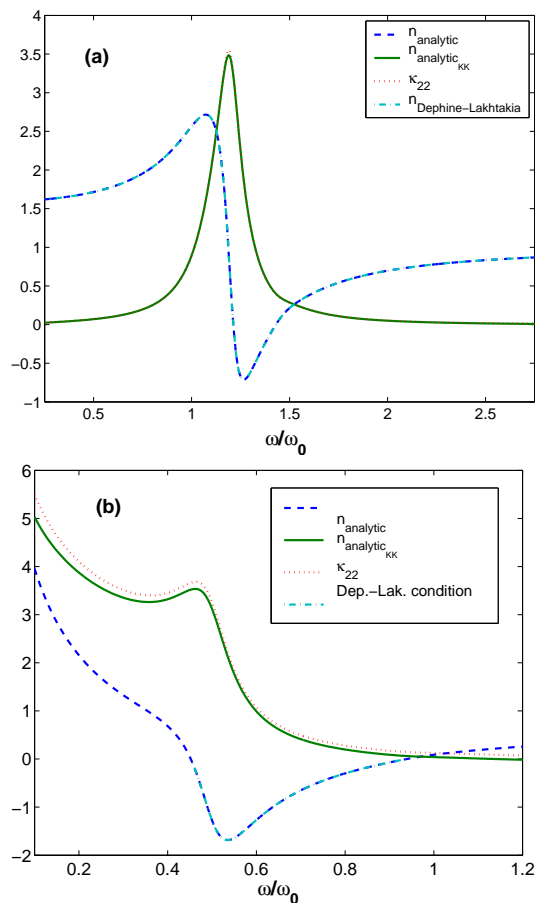 4
3.5
3
2.5
2
1.5
1
0.5
0
−0.5
−1
(a)
n_analytic
n_analytic_KK
κ_22
n_Dephine−Lakhtakia
0.5 1 1.5 2 2.5
ω/ω_0
6
5
4
3
2
1
0
−1
−2
(b)
n_analytic
n_analytic_KK
κ_22
Dep.−Lak. condition
0.2 0.4 0.6 0.8 1 1.2
ω/ω_0